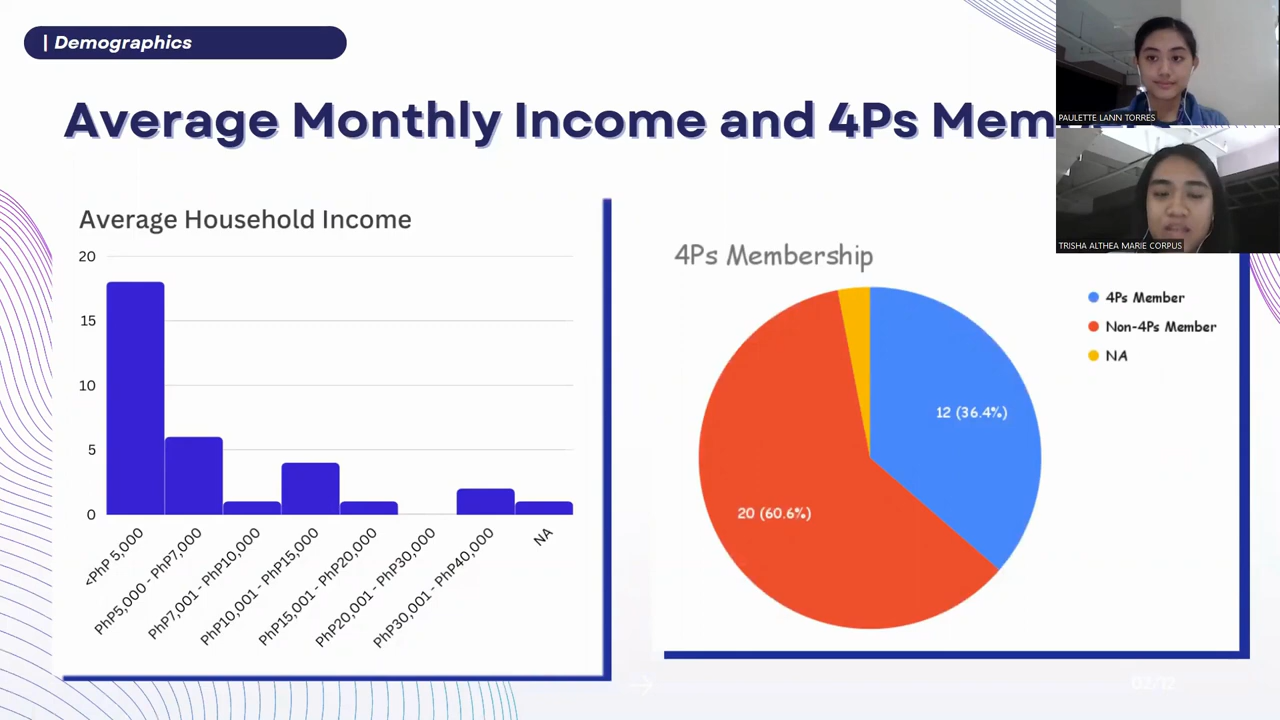 | Demographics
Average Monthly Income and 4Ps
PAULETTE LANN TORRES
TRISHA ALTHEA MARIE CORPUS
Average Household Income
20
15
10
5
0
<PhP 5,000
PhP5,000 - PhP7,000
PhP7,001 - PhP10,000
PhP10,001 - PhP15,000
PhP15,001 - PhP20,000
PhP20,001 - PhP30,000
PhP30,001 - PhP40,000
NA
4Ps Membership
4Ps Member
Non-4Ps Member
NA
12 (36.4%)
20 (60.6%)
02/12